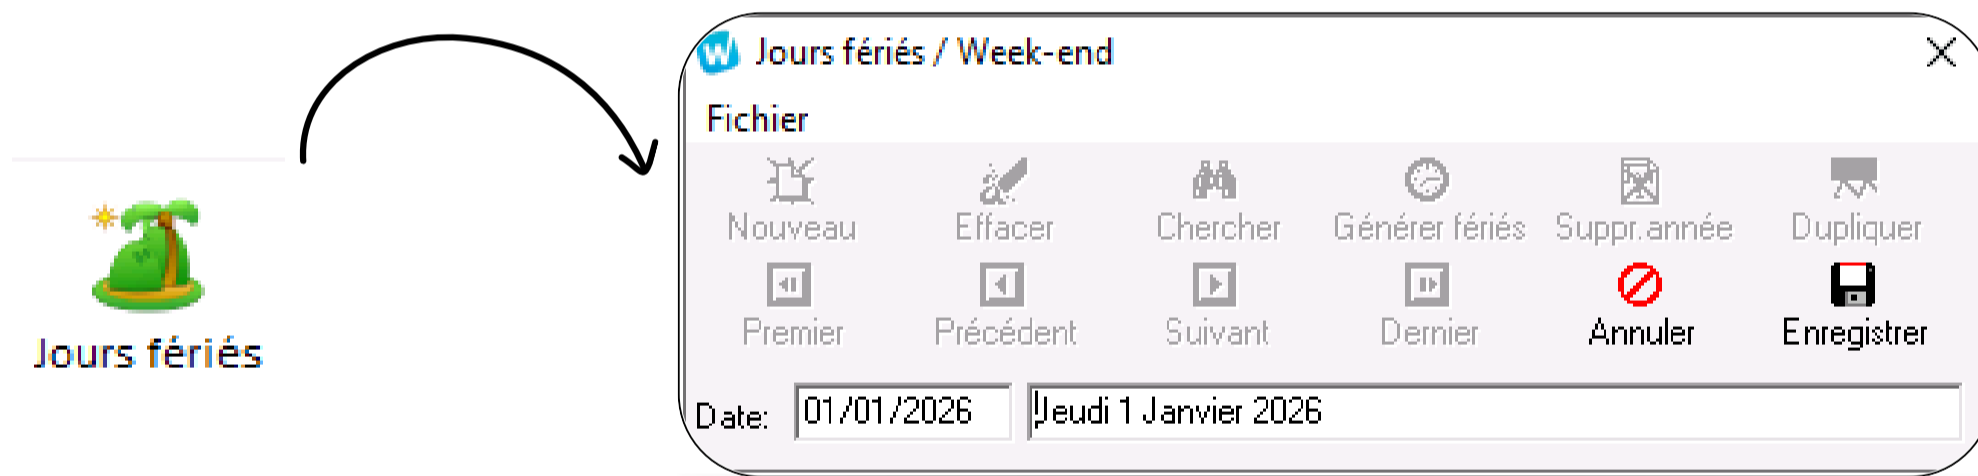 Jours fériés
Jours fériés / Week-end
Fichier
Nouveau Effacer Chercher Générer fériés Suppr.année Dupliquer
Premier Précédent Suivant Dernier Annuler Enregistrer
Date: 01/01/2026 Jeudi 1 Janvier 2026